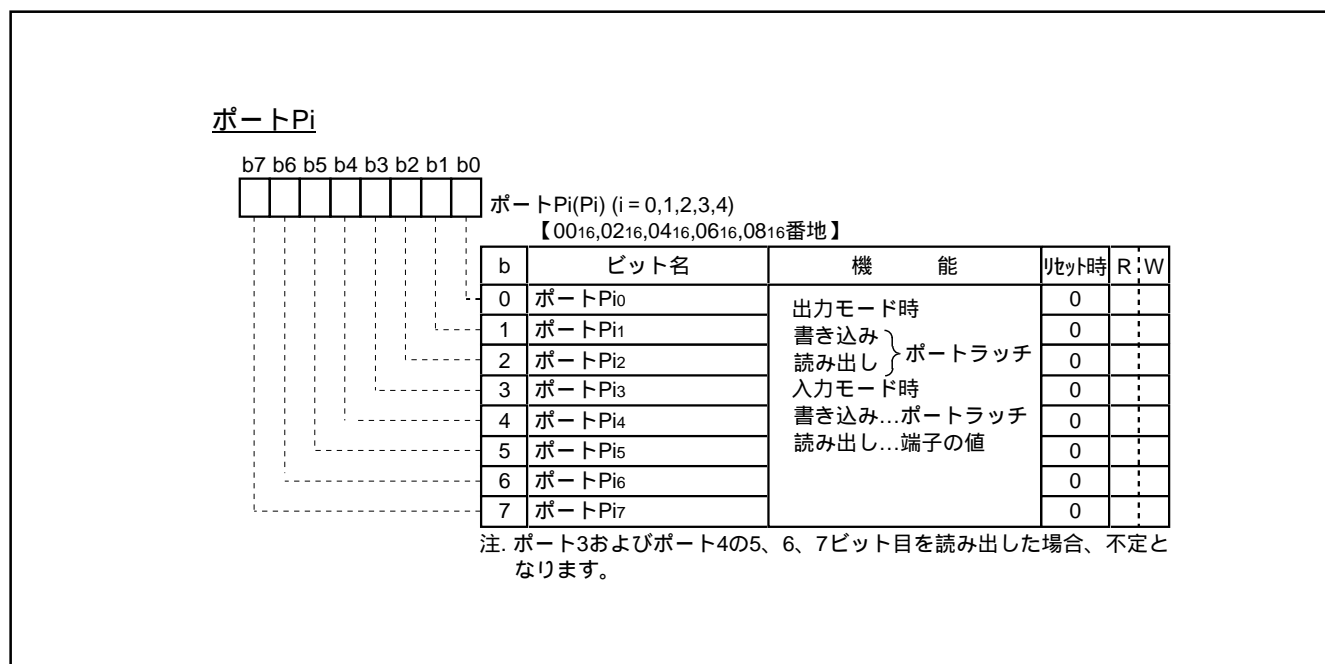 ポートPi
b7 b6 b5 b4 b3 b2 b1 b0
ポートPi(Pi) (i = 0,1,2,3,4)
【0016,0216,0416,0616,0816番地】
b ビット名 機 能 リセット時 R W
0 ポートPi0 0
1 ポートPi1 0
2 ポートPi2 0
3 ポートPi3 0
4 ポートPi4 0
5 ポートPi5 0
6 ポートPi6 0
7 ポートPi7 0
出力モード時
書き込み
読み出し ポートラッチ
入力モード時
書き込み…ポートラッチ
読み出し…端子の値
注. ポート3およびポート4の5、6、7ビット目を読み出した場合、不定と
なります。